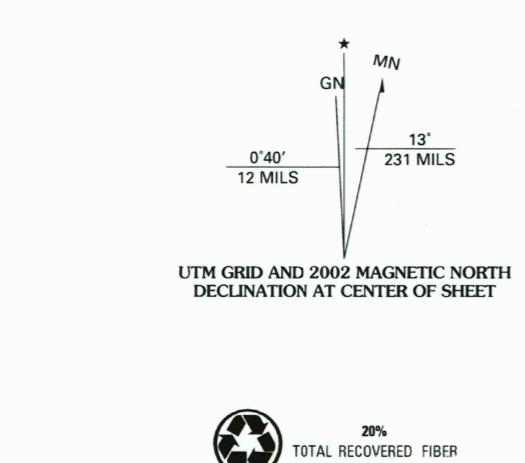 MN
GN
13°
231 MILS
0°40′
12 MILS
UTM GRID AND 2002 MAGNETIC NORTH
DECLINATION AT CENTER OF SHEET
20%
TOTAL RECOVERED FIBER